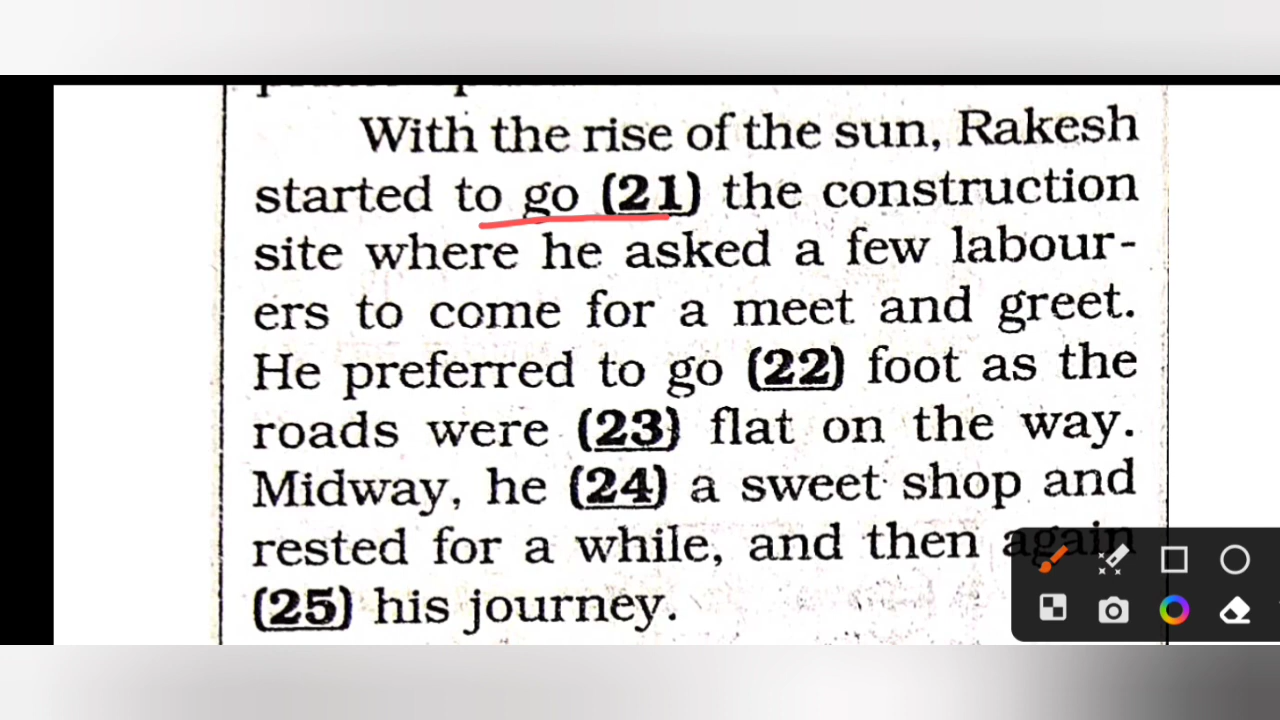 With the rise of the sun, Rakesh
started to go (21) the construction
site where he asked a few labour-
ers to come for a meet and greet.
He preferred to go (22) foot as the
roads were (23) flat on the way.
Midway, he (24) a sweet shop and
rested for a while, and then again
(25) his journey.